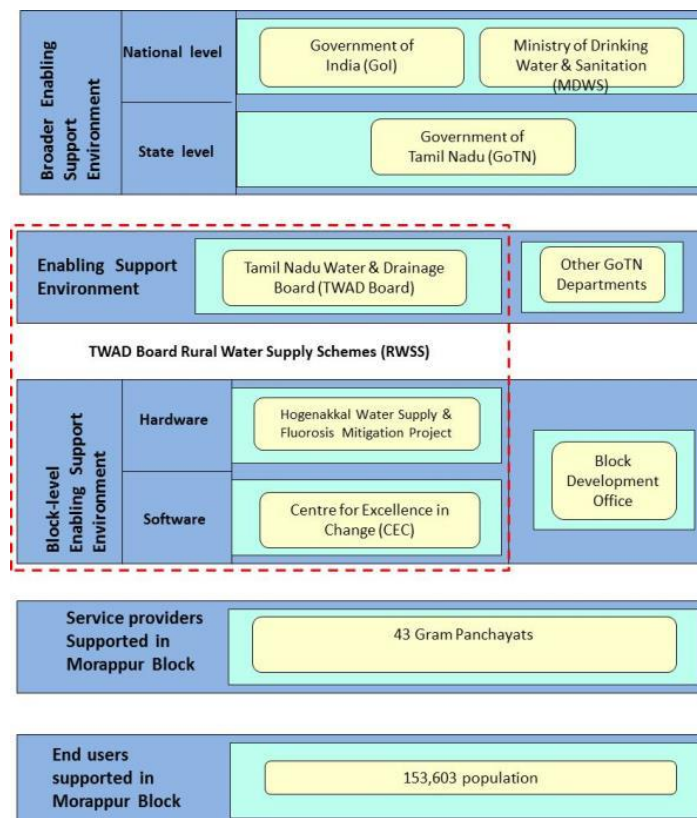 Broader Enabling
Support
Environment
National level
Government of
India (GoI)
Ministry of Drinking
Water & Sanitation
(MDWS)
State level
Government of
Tamil Nadu (GoTN)
Enabling Support
Environment
Tamil Nadu Water & Drainage
Board (TWAD Board)
Other GoTN
Departments
TWAD Board Rural Water Supply Schemes (RWSS)
Block-level
Enabling Support
Environment
Hardware
Hogenakkal Water Supply &
Fluorosis Mitigation Project
Software
Centre for Excellence in
Change (CEC)
Block
Development
Office
Service providers
Supported in
Morappur Block
43 Gram Panchayats
End users
supported in
Morappur Block
153,603 population